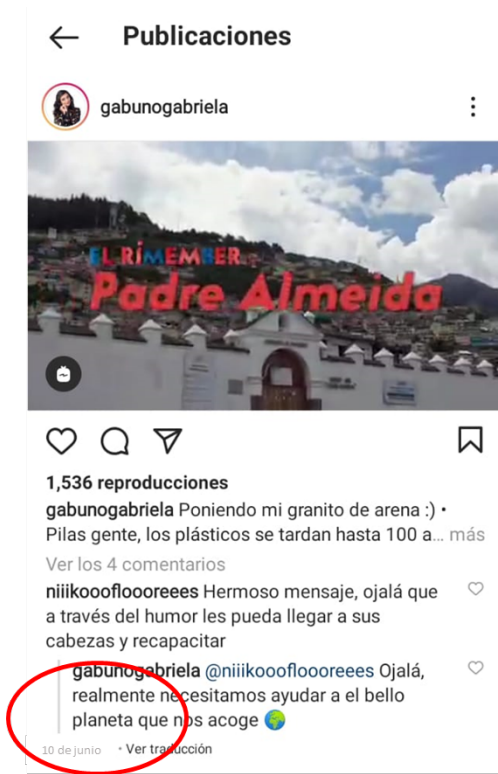 Publicaciones
gabunogabriela
EL RÍMEMBER
Padre Almeida
1,536 reproducciones
gabunogabriela Poniendo mi granito de arena :) •
Pilas gente, los plásticos se tardan hasta 100 a... más
Ver los 4 comentarios
niiikooofloooreees Hermoso mensaje, ojalá que
a través del humor les pueda llegar a sus
cabezas y recapacitar
gabunogabriela @niiikooofloooreees Ojalá,
realmente necesitamos ayudar a el bello
planeta que nos acoge 🌍
10 de junio • Ver traducción